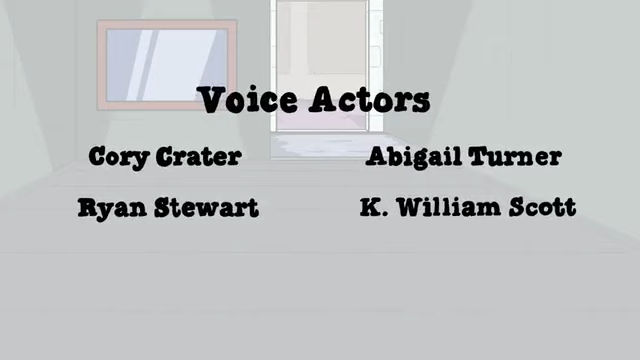 Voice Actors
Cory Crater Abigail Turner
Ryan Stewart K. William Scott